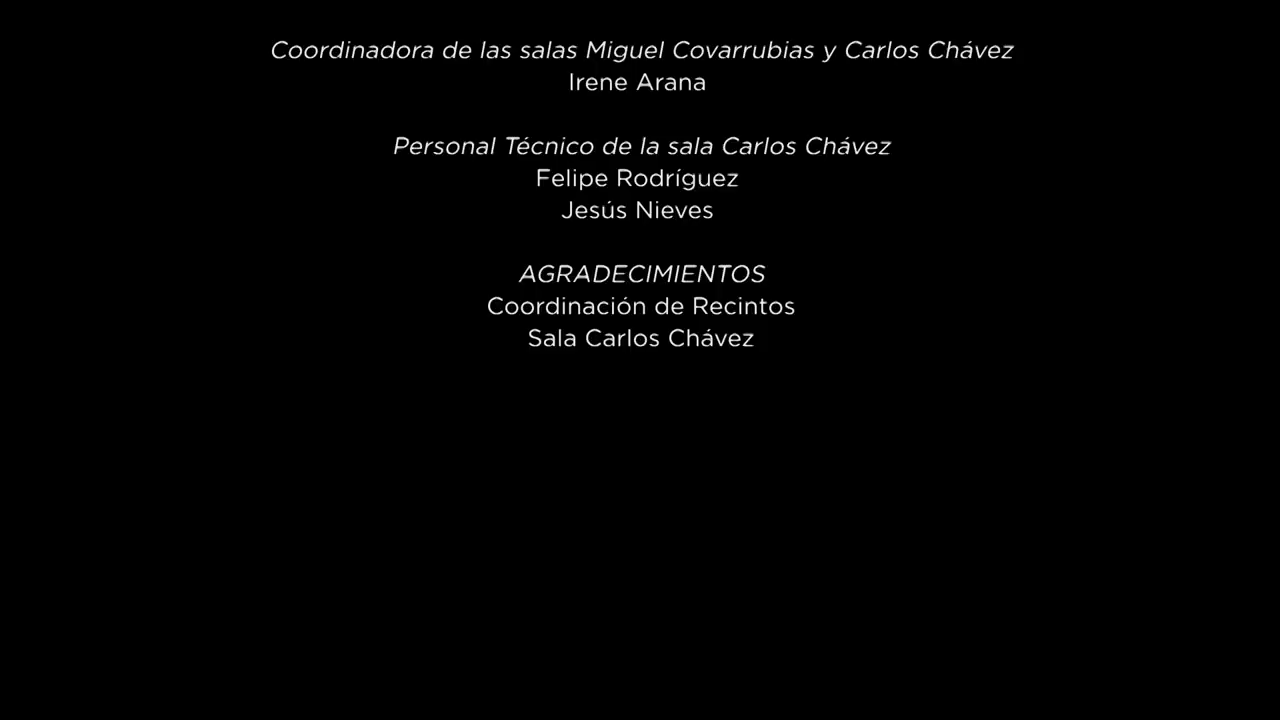 Coordinadora de las salas Miguel Covarrubias y Carlos Chávez
Irene Arana
Personal Técnico de la sala Carlos Chávez
Felipe Rodríguez
Jesús Nieves
AGRADECIMIENTOS
Coordinación de Recintos
Sala Carlos Chávez